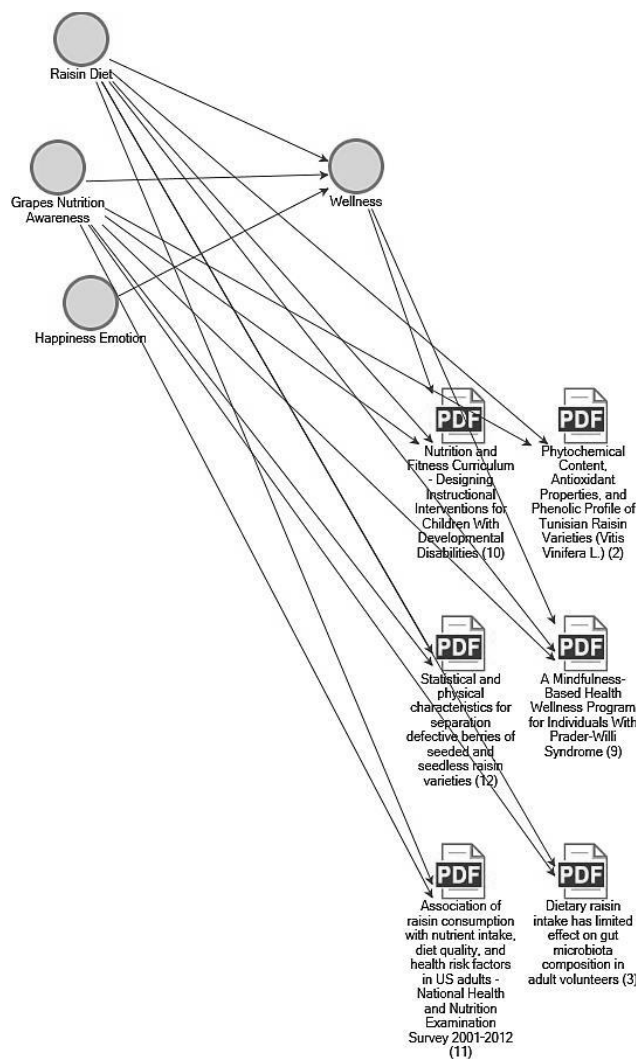 Raisin Diet
Grapes Nutrition
Awareness
Wellness
Happiness Emotion
PDF
Nutrition and
Fitness Curriculum
- Designing
Instructional
Interventions for
Children With
Developmental
Disabilities (10)
PDF
Phytochemical
Content,
Antioxidant
Properties, and
Phenolic Profile of
Tunisian Raisin
Varieties (Vitis
Vinifera L.) (2)
PDF
Statistical and
physical
characteristics for
separation
defective berries of
seeded and
seedless raisin
varieties (12)
PDF
A Mindfulness-
Based Health
Wellness Program
for Individuals With
Prader-Willi
Syndrome (9)
PDF
Association of
raisin consumption
with nutrient intake,
diet quality, and
health risk factors
in US adults -
National Health
and Nutrition
Examination
Survey 2001-2012
(11)
PDF
Dietary raisin
intake has limited
effect on gut
microbiota
composition in
adult volunteers (3)